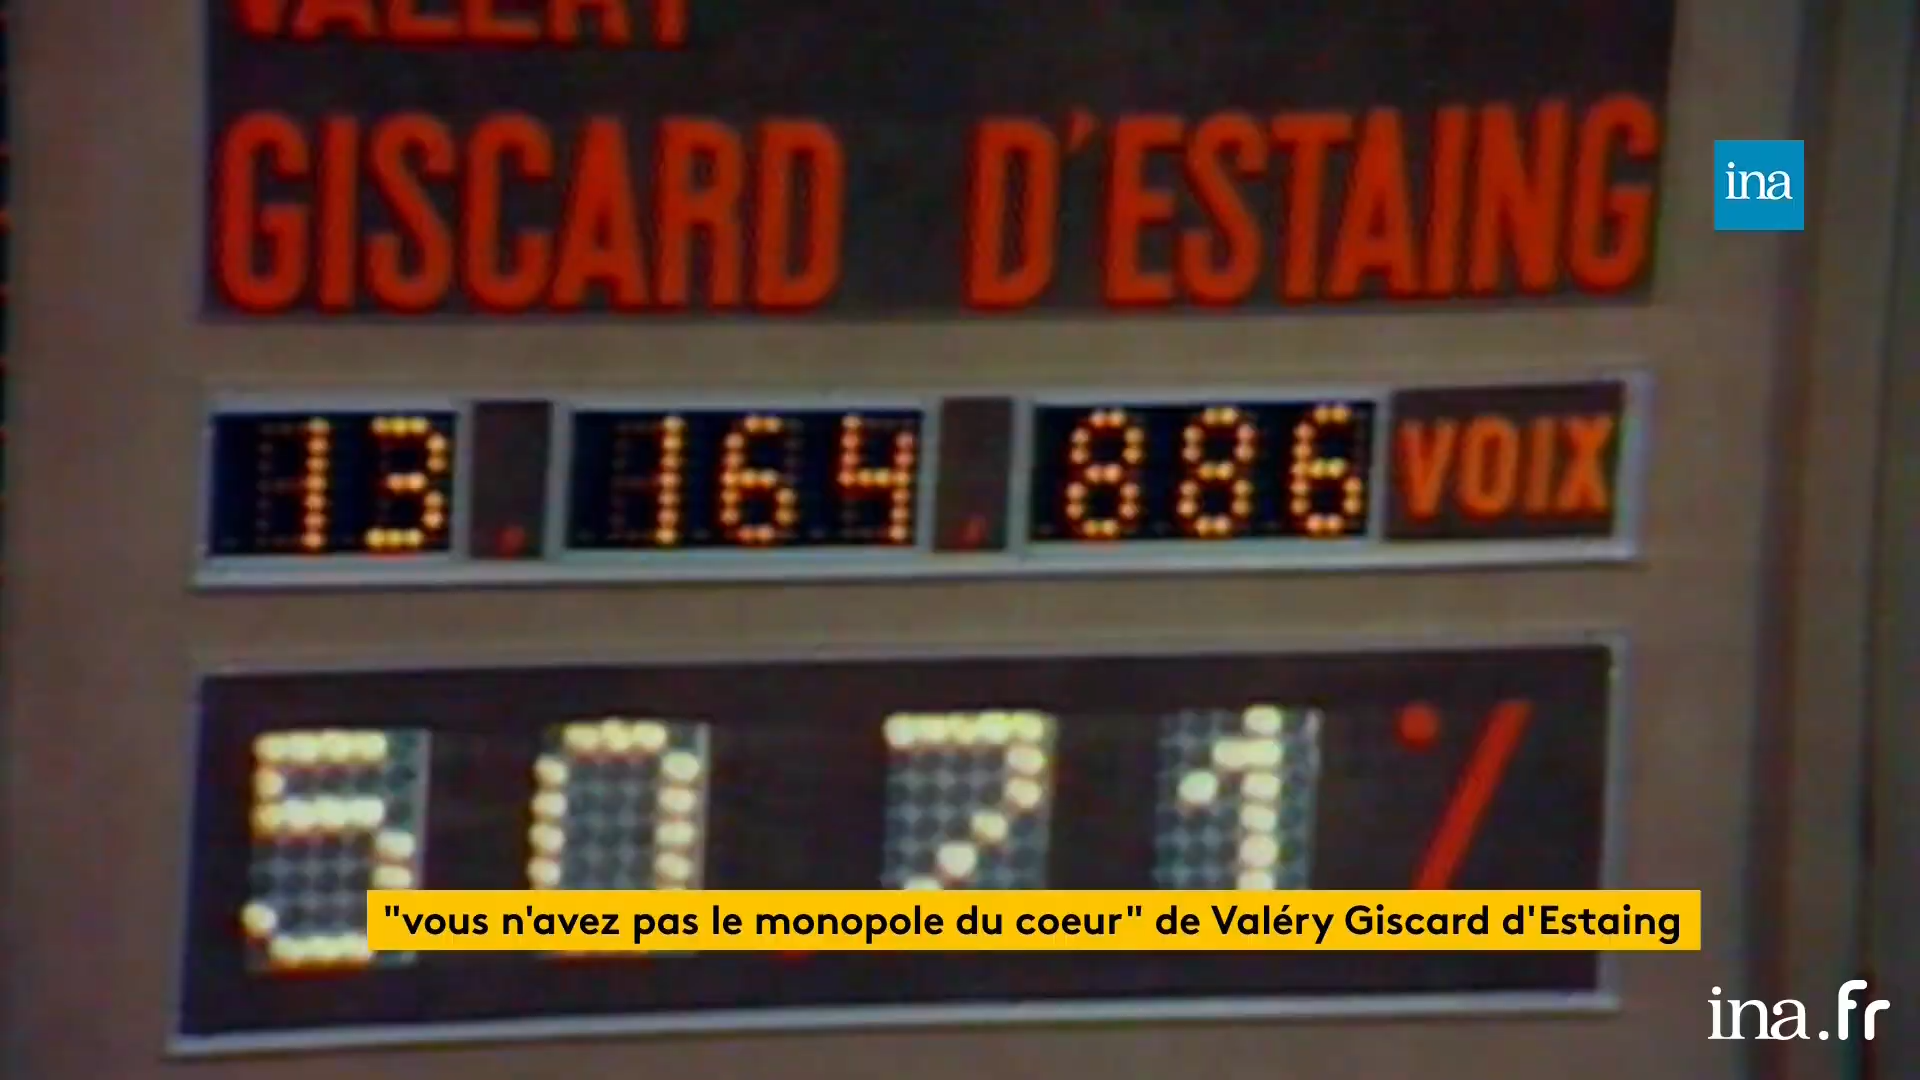 VALERY
GISCARD D'ESTAING
ina
13,164,886 VOIX
50,71%
"vous n'avez pas le monopole du coeur" de Valéry Giscard d'Estaing
ina.fr